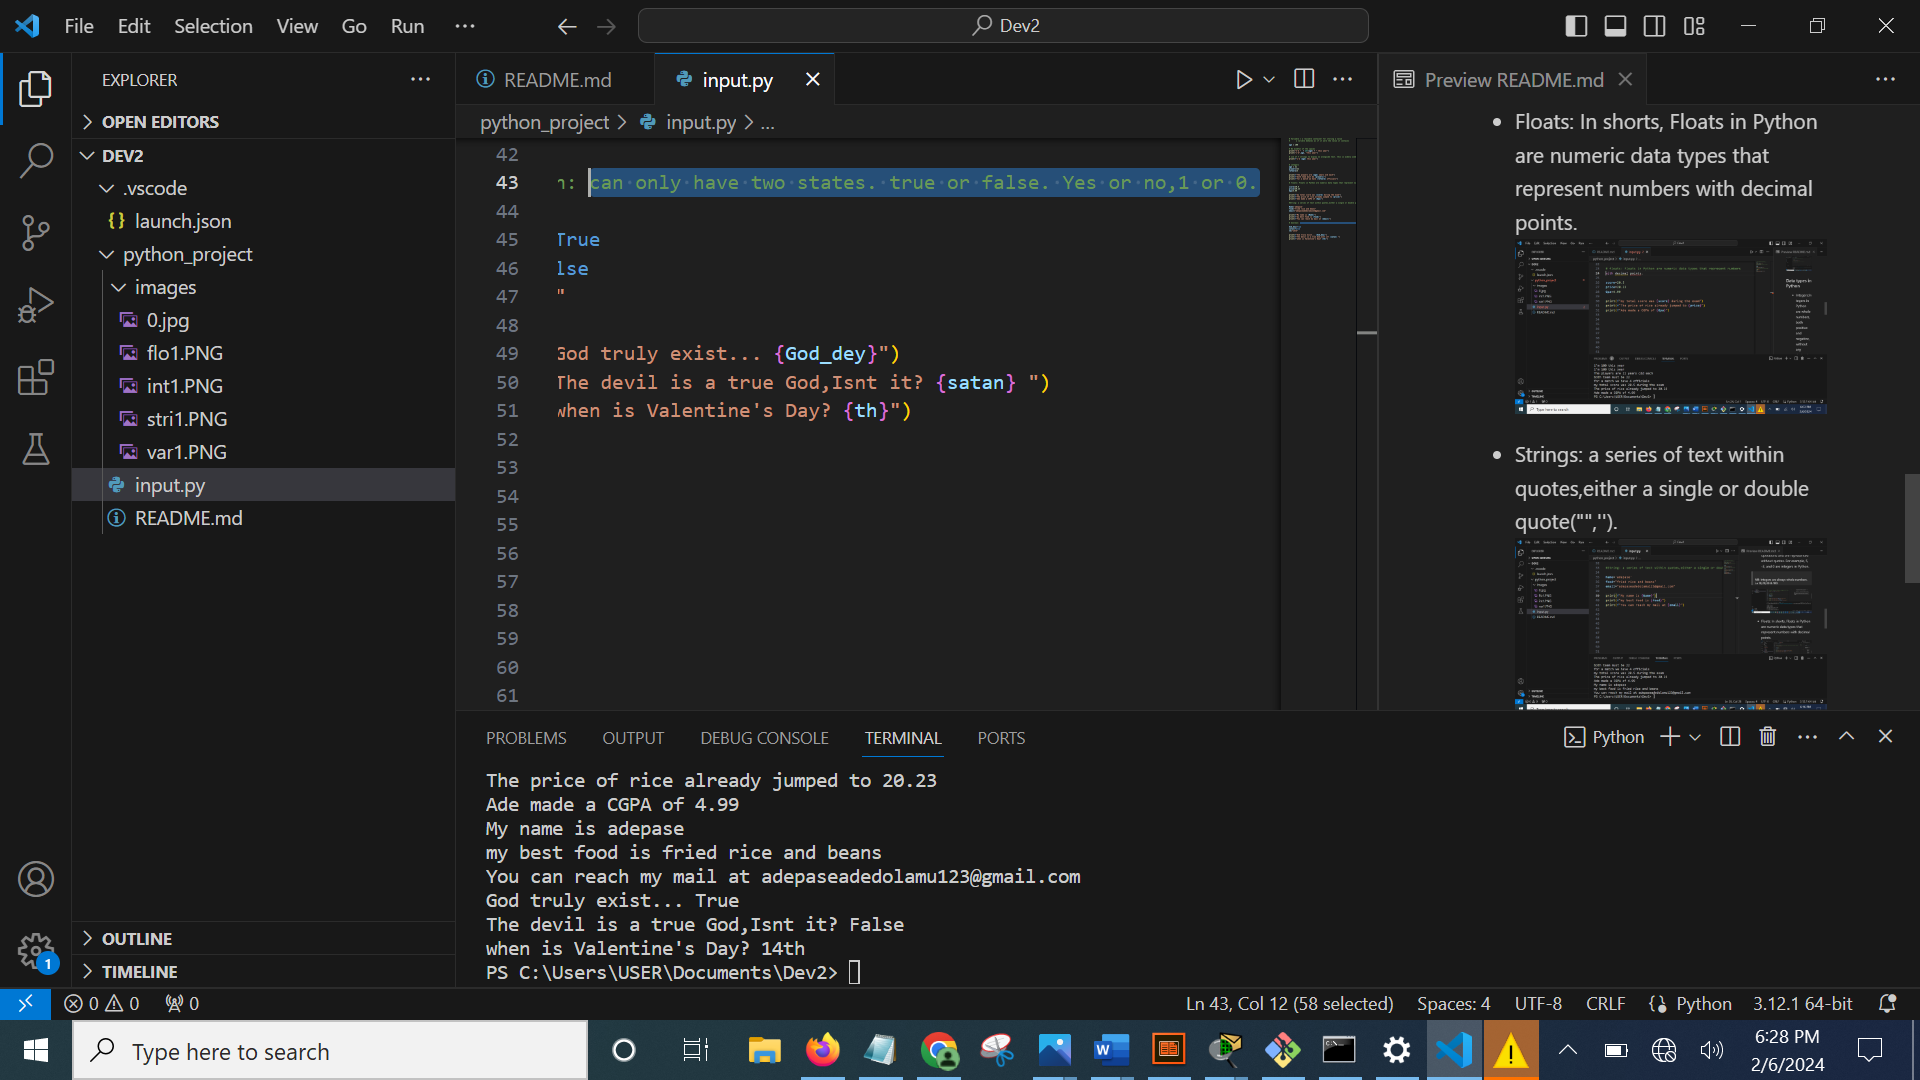 File Edit Selection View Go Run ...
Dev2
EXPLORER
OPEN EDITORS
DEV2
.vscode
launch.json
python_project
images
0.jpg
flo1.PNG
int1.PNG
stri1.PNG
var1.PNG
input.py
README.md
OUTLINE
TIMELINE
README.md
input.py
python_project > input.py > ...
42
43 n: can only have two states. true or false. Yes or no,1 or 0.
44
45 True
46 lse
47 "
48
49 God truly exist... {God_dey}")
50 The devil is a true God,Isnt it? {satan} ")
51 when is Valentine's Day? {th}")
52
53
54
55
56
57
58
59
60
61
Preview README.md
• Floats: In shorts, Floats in Python
are numeric data types that
represent numbers with decimal
points.
• Strings: a series of text within
quotes,either a single or double
quote("",'').
PROBLEMS OUTPUT DEBUG CONSOLE TERMINAL PORTS
Python
The price of rice already jumped to 20.23
Ade made a CGPA of 4.99
My name is adepase
my best food is fried rice and beans
You can reach my mail at adepaseadedolamu123@gmail.com
God truly exist... True
The devil is a true God,Isnt it? False
when is Valentine's Day? 14th
PS C:\Users\USER\Documents\Dev2>
1
0 0 0
Ln 43, Col 12 (58 selected) Spaces: 4 UTF-8 CRLF Python 3.12.1 64-bit
Type here to search
6:28 PM
2/6/2024